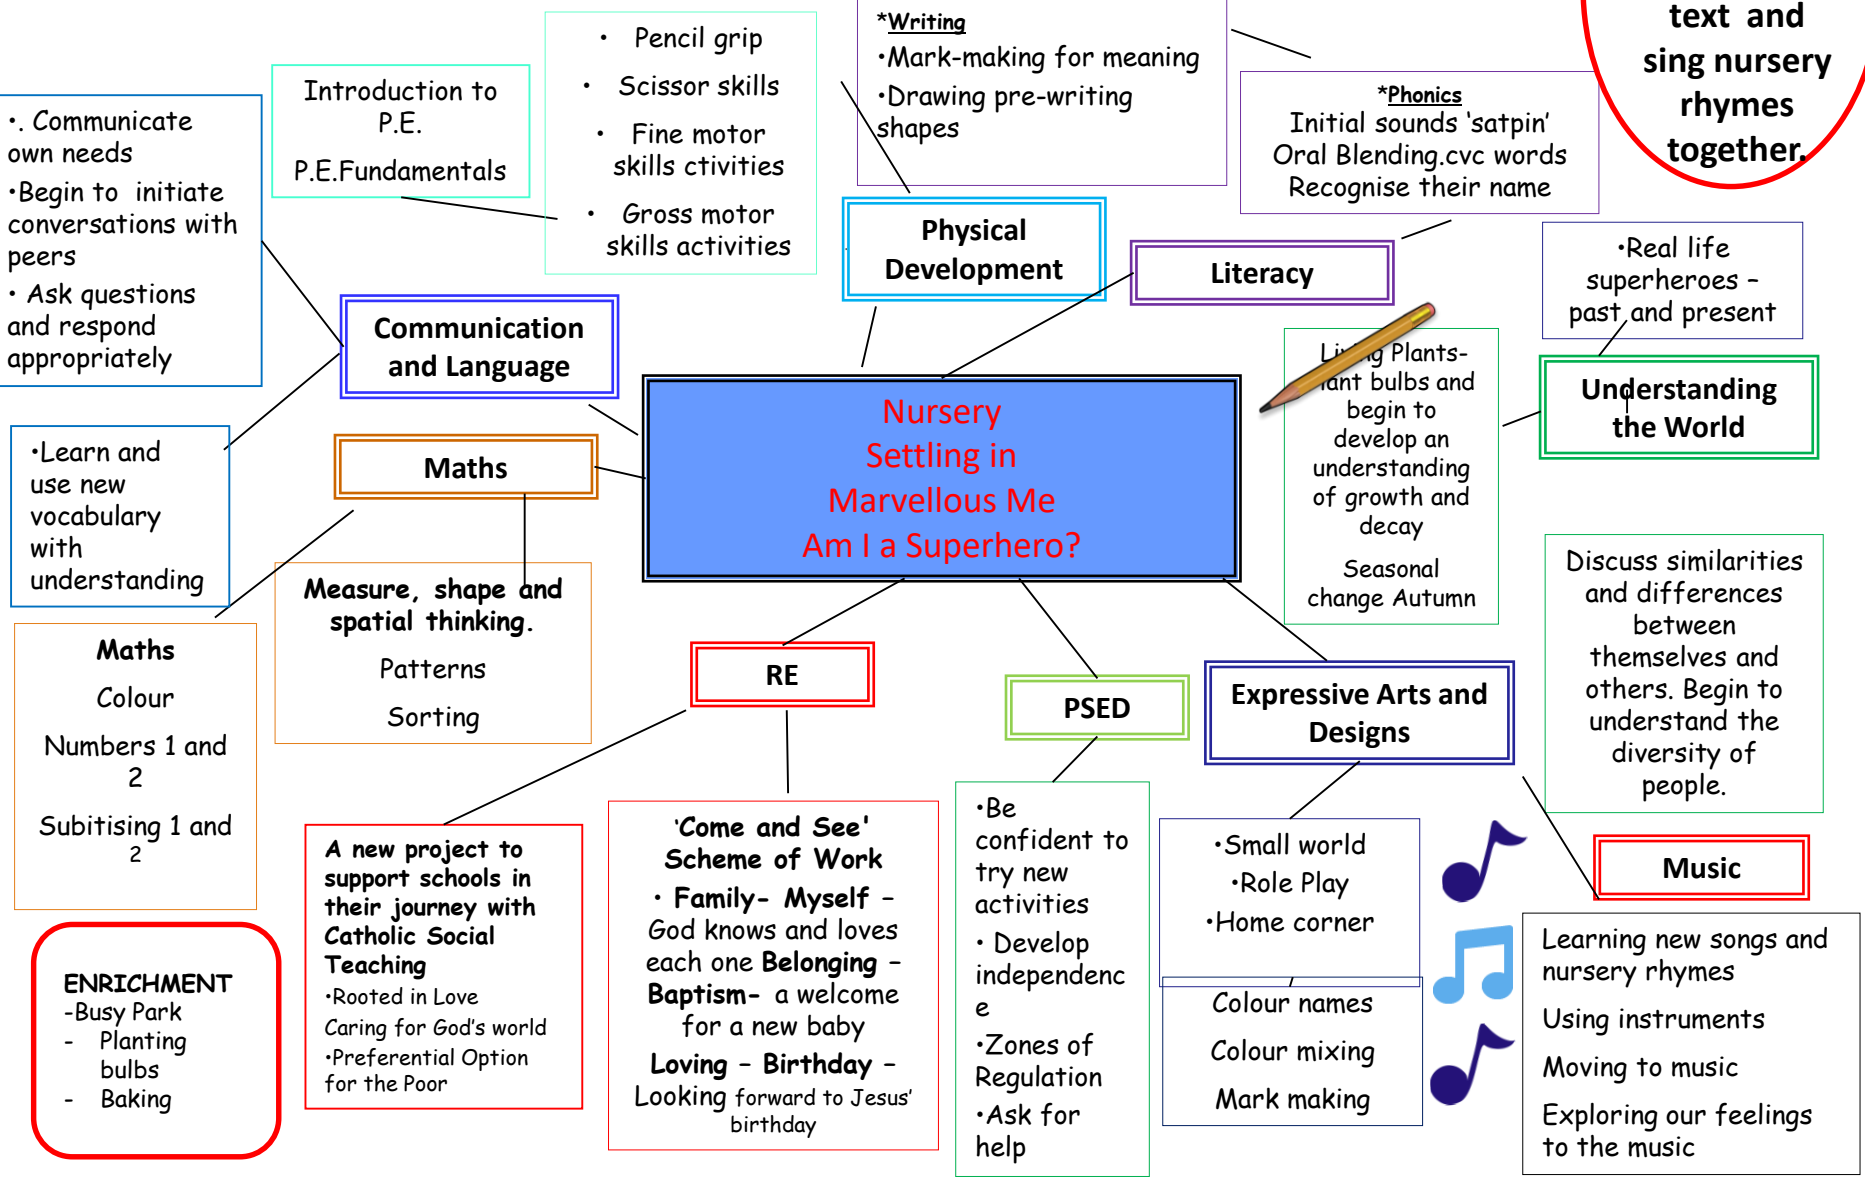 text and
sing nursery
rhymes
together.
*Writing
•Mark-making for meaning
•Drawing pre-writing
shapes
• Pencil grip
• Scissor skills
• Fine motor
skills ctivities
• Gross motor
skills activities
Introduction to
P.E.
P.E.Fundamentals
•. Communicate
own needs
•Begin to initiate
conversations with
peers
• Ask questions
and respond
appropriately
*Phonics
Initial sounds ‘satpin’
Oral Blending.cvc words
Recognise their name
Physical
Development
Literacy
•Real life
superheroes –
past and present
Communication
and Language
Living Plants-
Plant bulbs and
begin to
develop an
understanding
of growth and
decay
Seasonal
change Autumn
Understanding
the World
Nursery
Settling in
Marvellous Me
Am I a Superhero?
•Learn and
use new
vocabulary
with
understanding
Maths
Measure, shape and
spatial thinking.
Patterns
Sorting
Maths
Colour
Numbers 1 and
2
Subitising 1 and
2
Discuss similarities
and differences
between
themselves and
others. Begin to
understand the
diversity of
people.
RE
PSED
Expressive Arts and
Designs
Music
A new project to
support schools in
their journey with
Catholic Social
Teaching
•Rooted in Love
Caring for God’s world
•Preferential Option
for the Poor
‘Come and See'
Scheme of Work
• Family- Myself –
God knows and loves
each one Belonging –
Baptism- a welcome
for a new baby
Loving – Birthday –
Looking forward to Jesus’
birthday
•Be
confident to
try new
activities
• Develop
independenc
e
•Zones of
Regulation
•Ask for
help
•Small world
•Role Play
•Home corner
Colour names
Colour mixing
Mark making
Learning new songs and
nursery rhymes
Using instruments
Moving to music
Exploring our feelings
to the music
ENRICHMENT
-Busy Park
- Planting
bulbs
- Baking